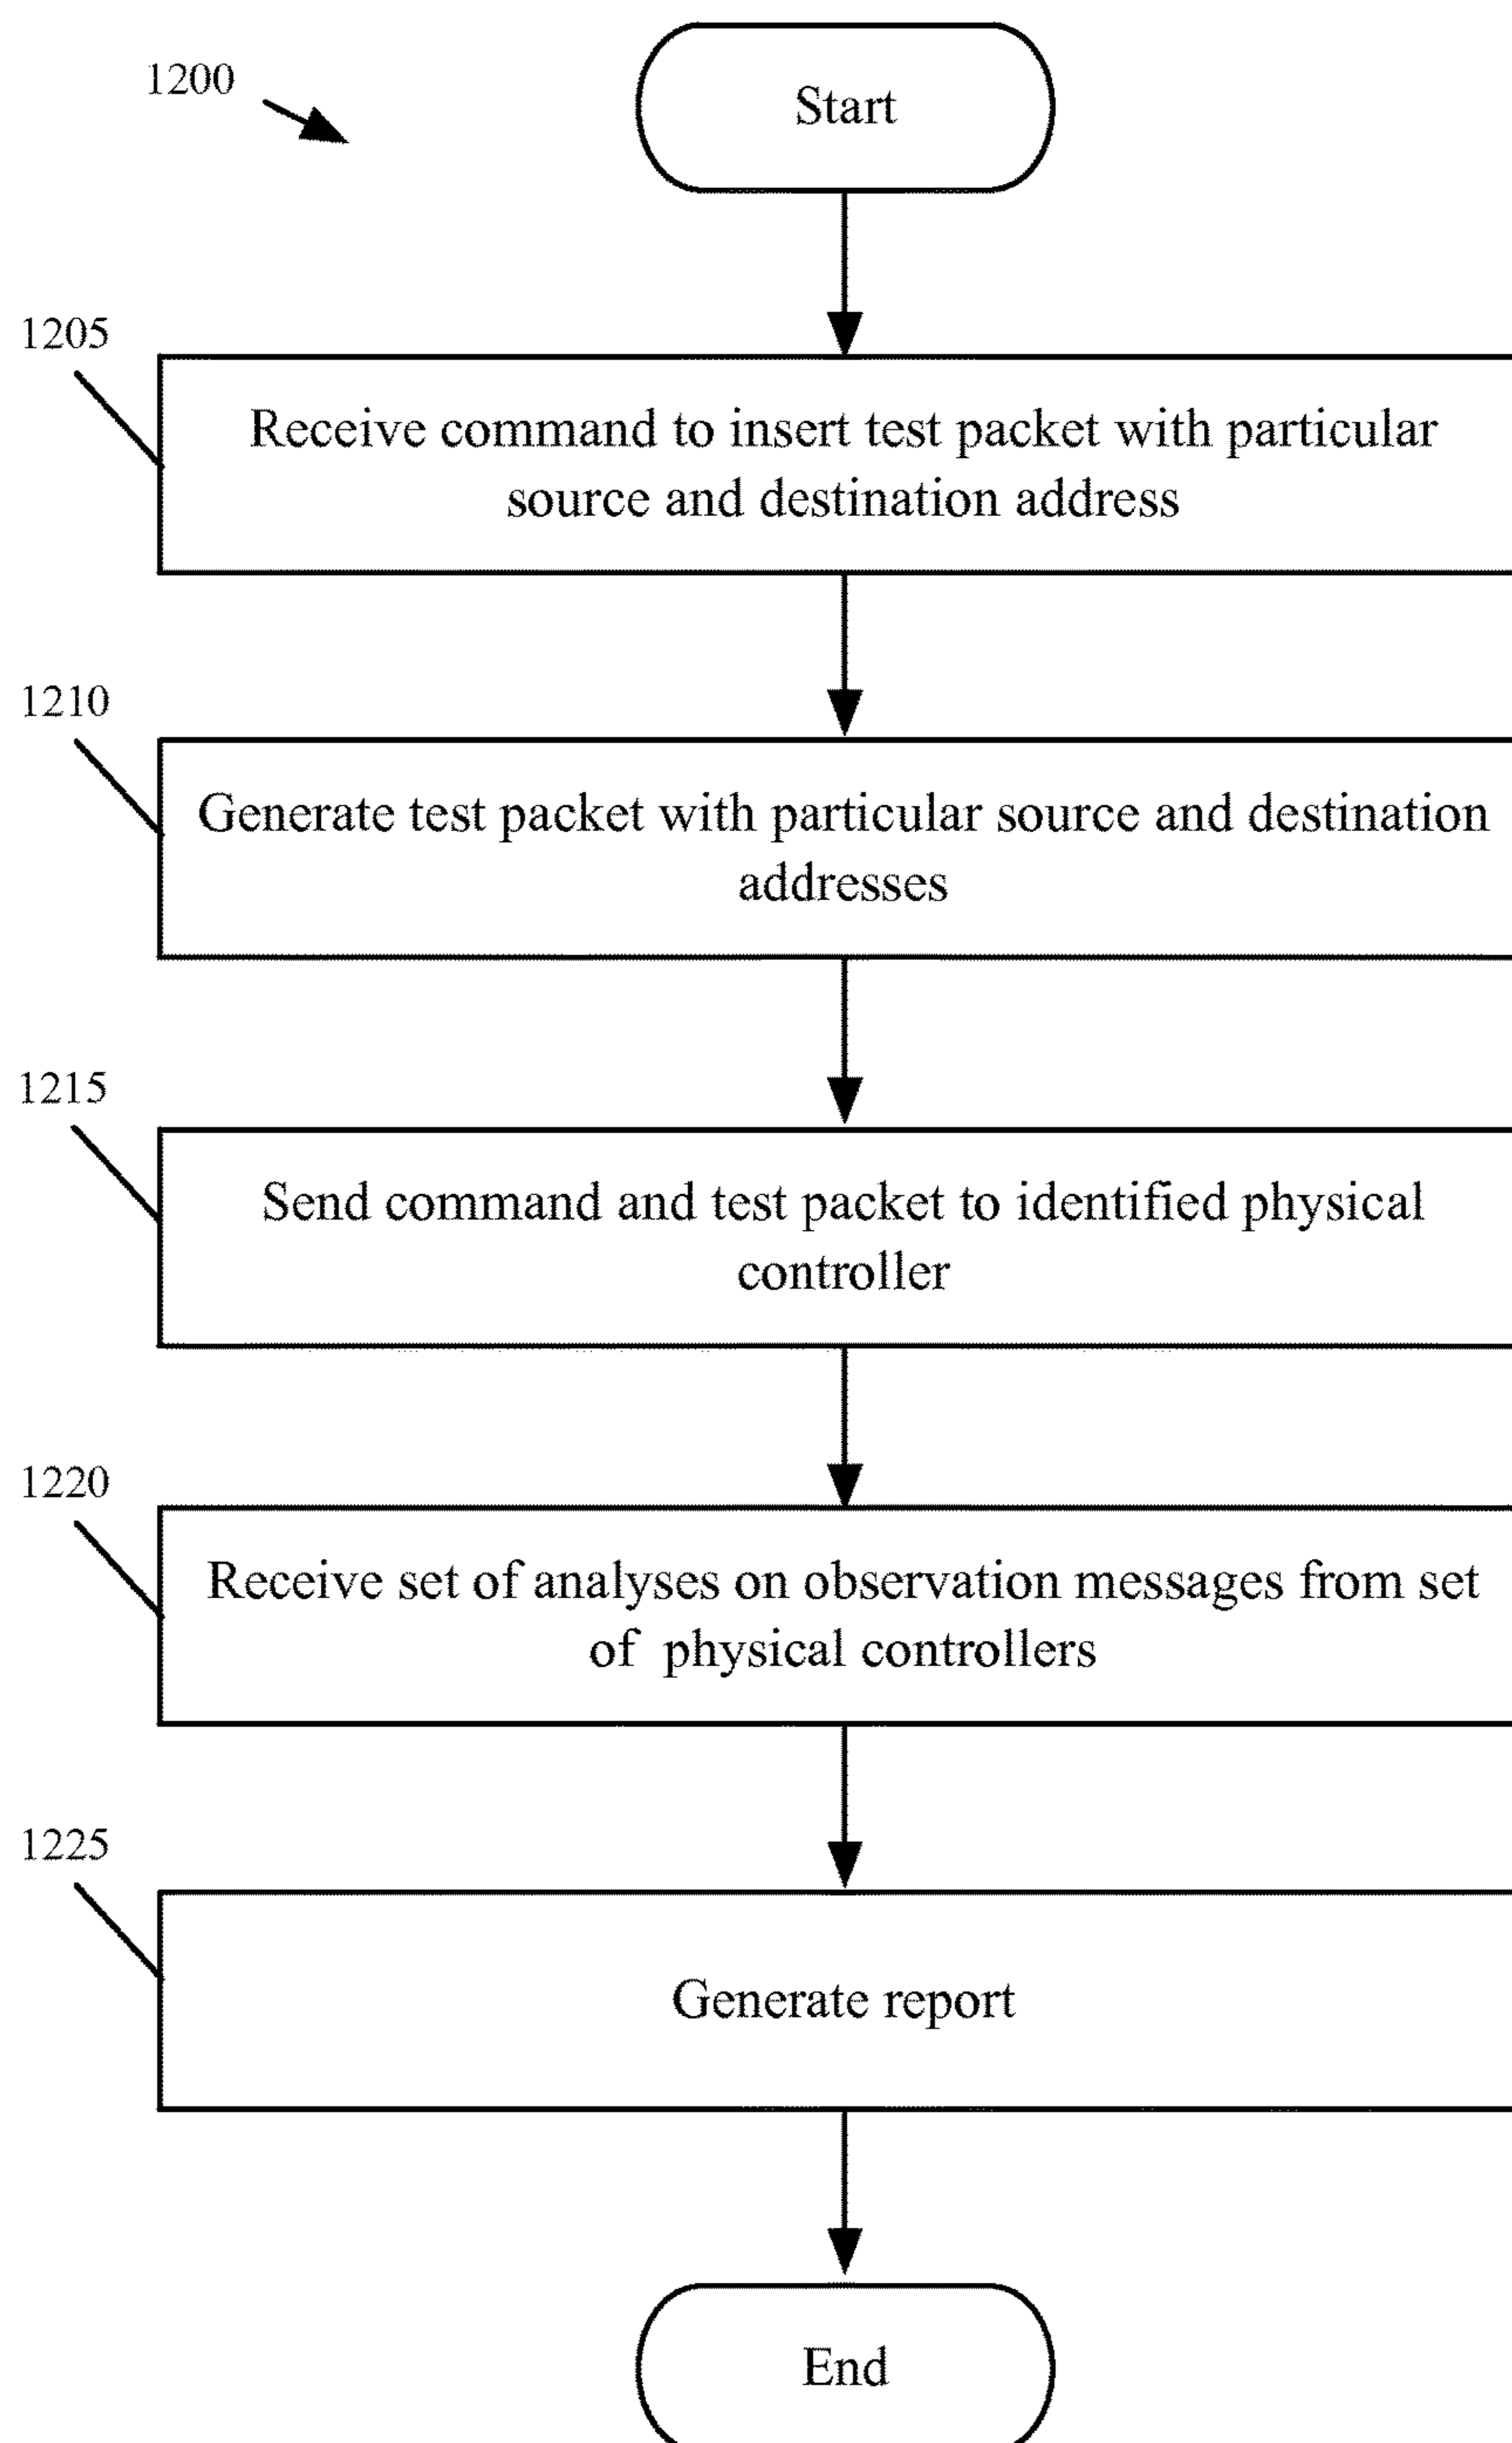 1200
Start
1205
Receive command to insert test packet with particular
source and destination address
1210
Generate test packet with particular source and destination
addresses
1215
Send command and test packet to identified physical
controller
1220
Receive set of analyses on observation messages from set
of physical controllers
1225
Generate report
End